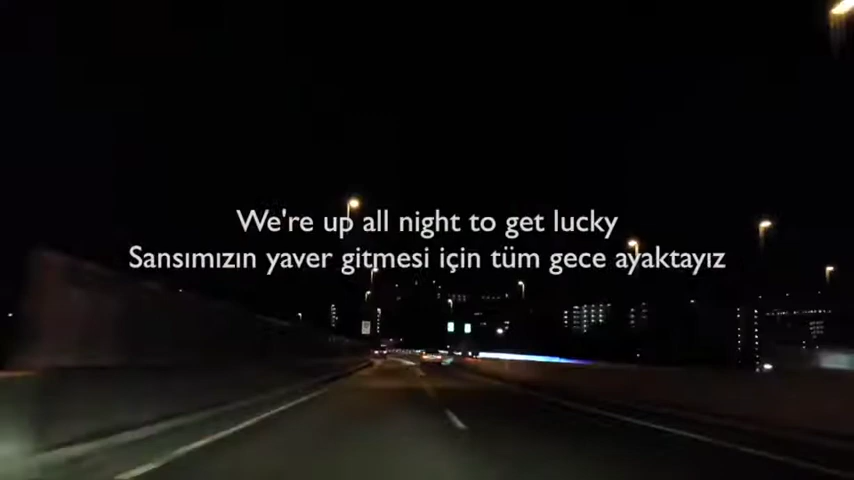 We're up all night to get lucky
Sansımızın yaver gitmesi için tüm gece ayaktayız